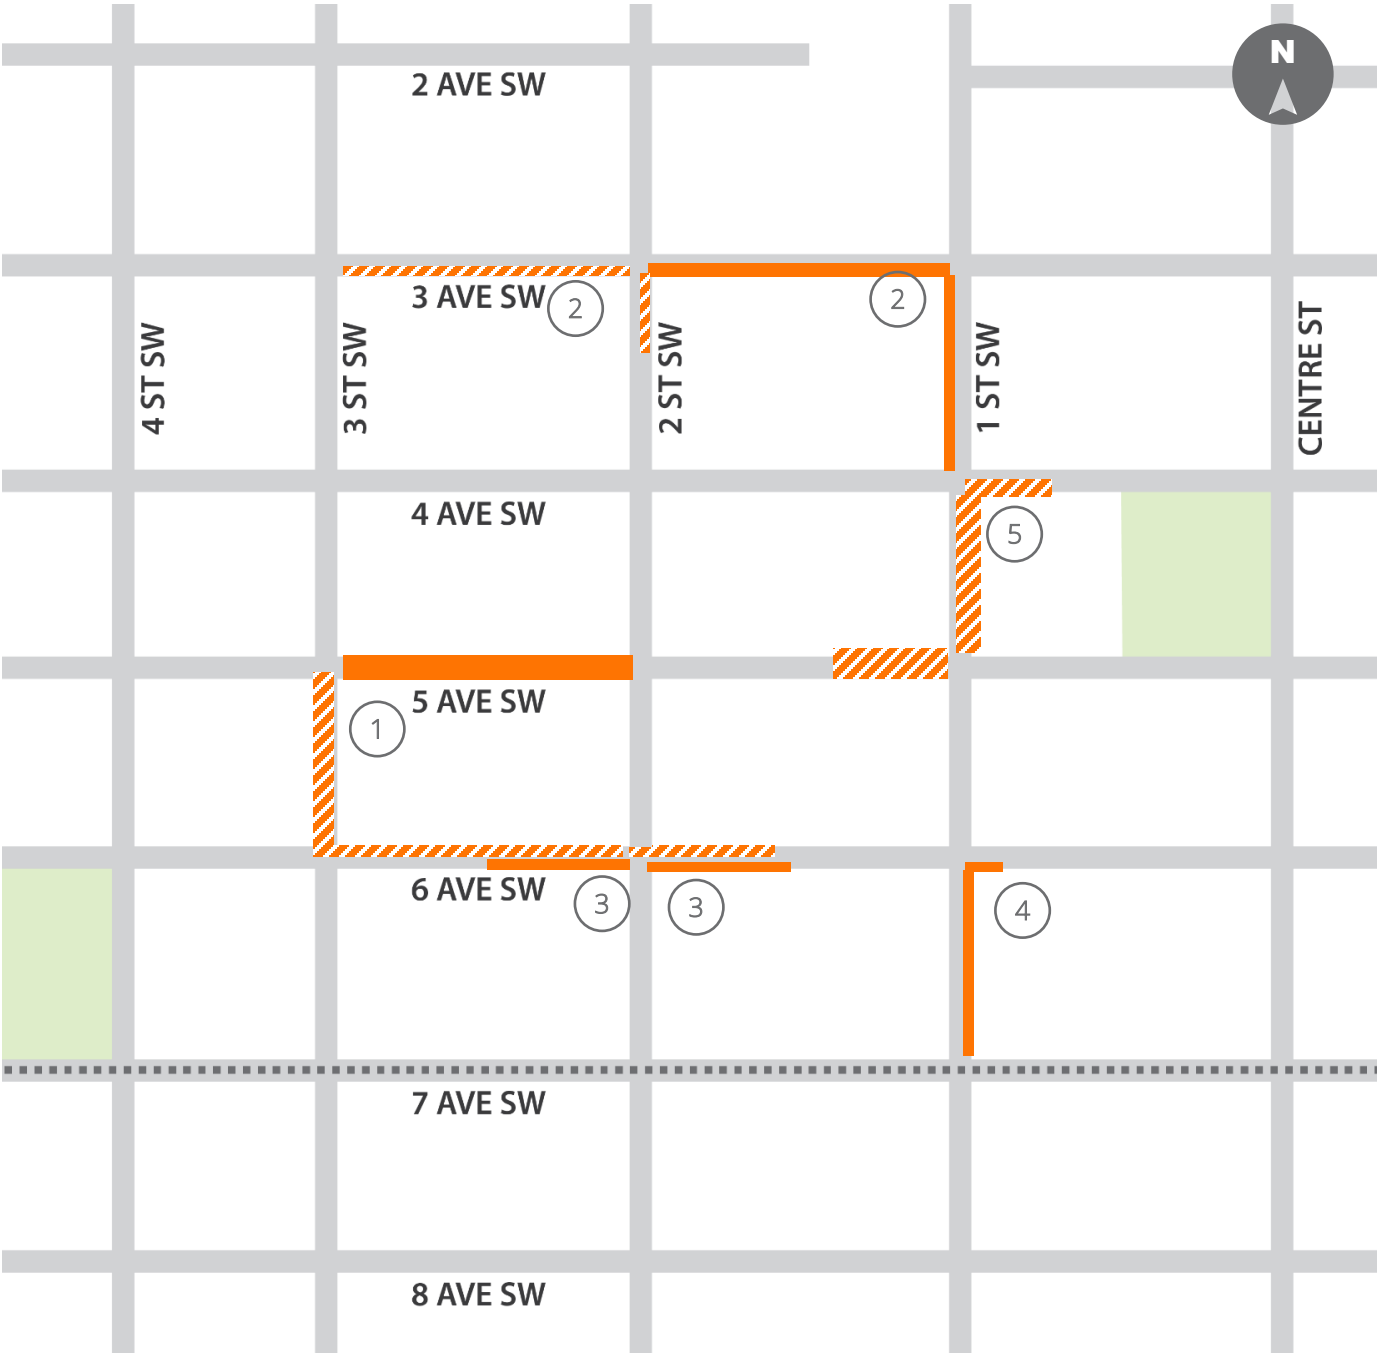 N
2 AVE SW
3 AVE SW
2
2
4 ST SW
3 ST SW
2 ST SW
1 ST SW
CENTRE ST
4 AVE SW
5
5 AVE SW
1
6 AVE SW
3
3
4
7 AVE SW
8 AVE SW